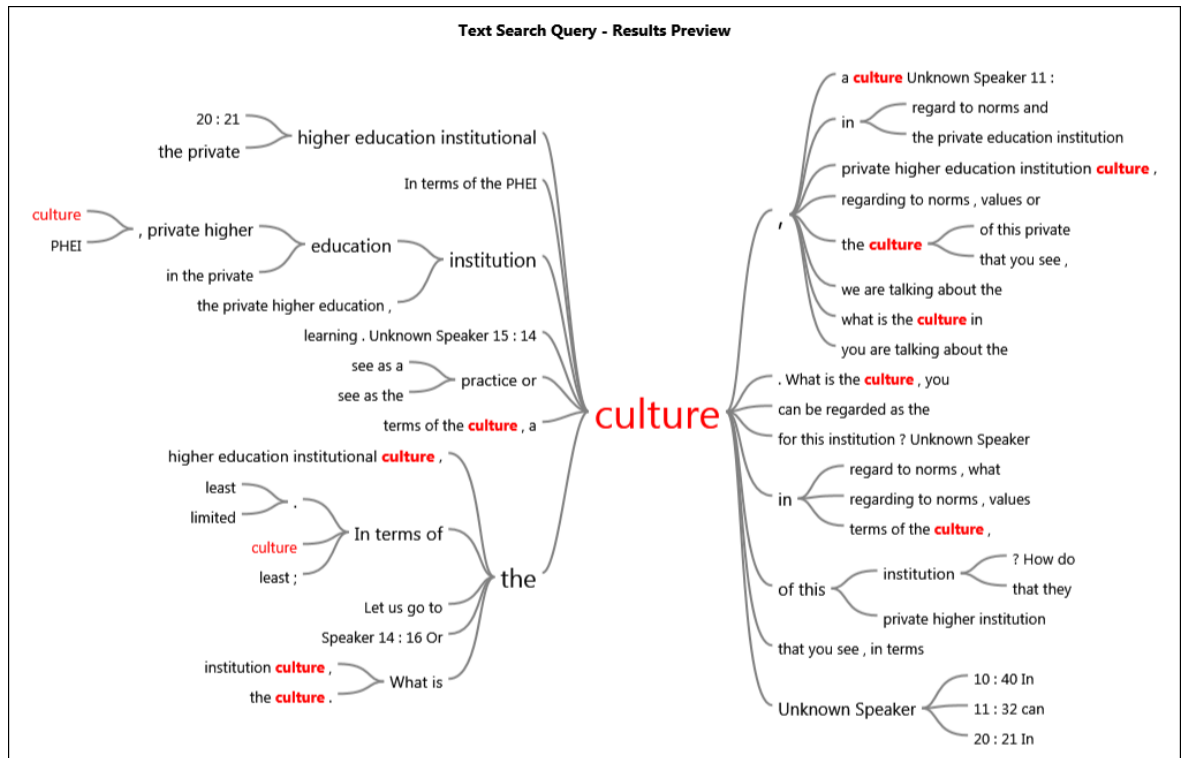 Text Search Query - Results Preview
20 : 21
the private
higher education institutional
In terms of the PHEI
culture
PHEI
, private higher
in the private
education
the private higher education ,
institution
learning . Unknown Speaker 15 : 14
see as a
see as the
practice or
terms of the culture , a
higher education institutional culture ,
least
limited
.
culture
least ;
In terms of
Let us go to
Speaker 14 : 16 Or
institution culture ,
the culture .
What is
the
culture
,
a culture Unknown Speaker 11 :
in
regard to norms and
the private education institution
private higher education institution culture ,
regarding to norms , values or
the culture
of this private
that you see ,
we are talking about the
what is the culture in
you are talking about the
. What is the culture , you
can be regarded as the
for this institution ? Unknown Speaker
in
regard to norms , what
regarding to norms , values
terms of the culture ,
of this
institution
? How do
that they
private higher institution
that you see , in terms
Unknown Speaker
10 : 40 In
11 : 32 can
20 : 21 In